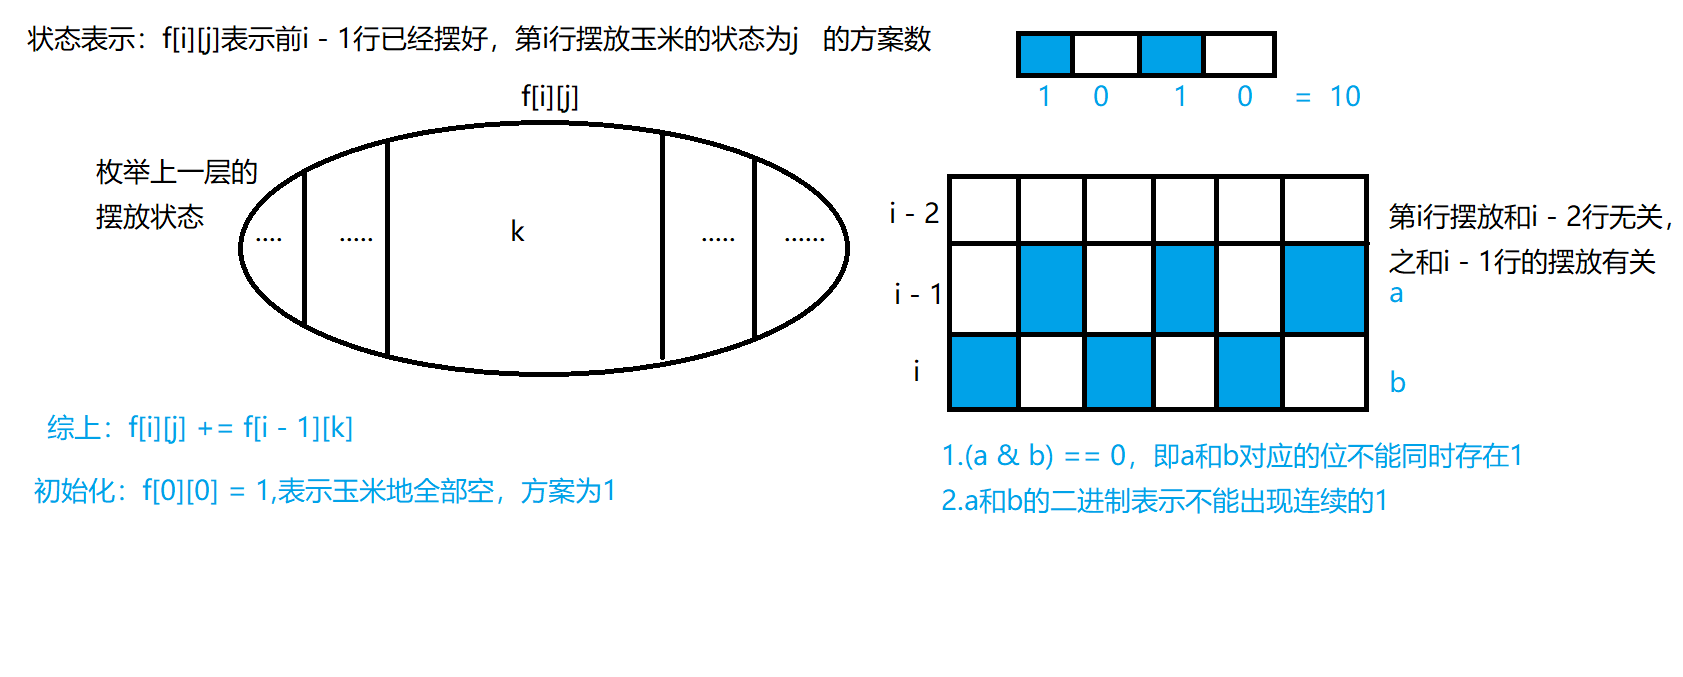 状态表示：f[i][j]表示前i - 1行已经摆好，第i行摆放玉米的状态为j 的方案数
1 0 1 0 = 10
f[i][j]
枚举上一层的
摆放状态
.... ..... k ..... ......
i - 2
i - 1
i
第i行摆放和i - 2行无关，
之和i - 1行的摆放有关
a
b
综上：f[i][j] += f[i - 1][k]
初始化：f[0][0] = 1,表示玉米地全部空，方案为1
1.(a & b) == 0，即a和b对应的位不能同时存在1
2.a和b的二进制表示不能出现连续的1